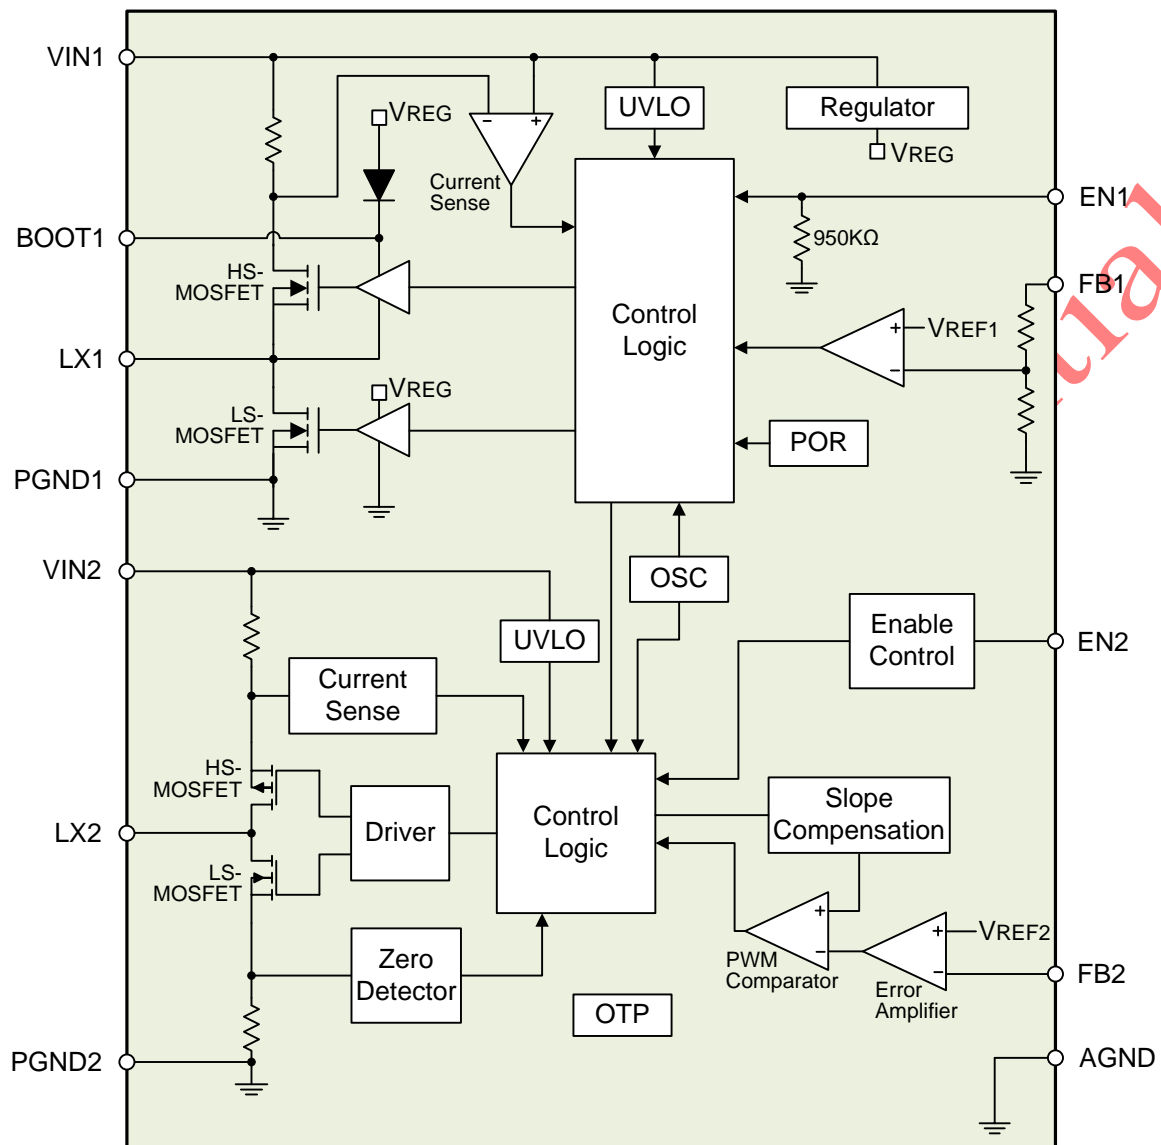 VIN1
VREG
UVLO
Regulator
VREG
Current
Sense
EN1
BOOT1
950KΩ
HS-
MOSFET
FB1
Control
Logic
VREF1
LX1
VREG
LS-
MOSFET
POR
PGND1
VIN2
OSC
UVLO
Enable
Control
EN2
Current
Sense
HS-
MOSFET
LX2
Driver
Control
Logic
Slope
Compensation
LS-
MOSFET
VREF2
Zero
Detector
PWM
Comparator
Error
Amplifier
FB2
OTP
PGND2
AGND